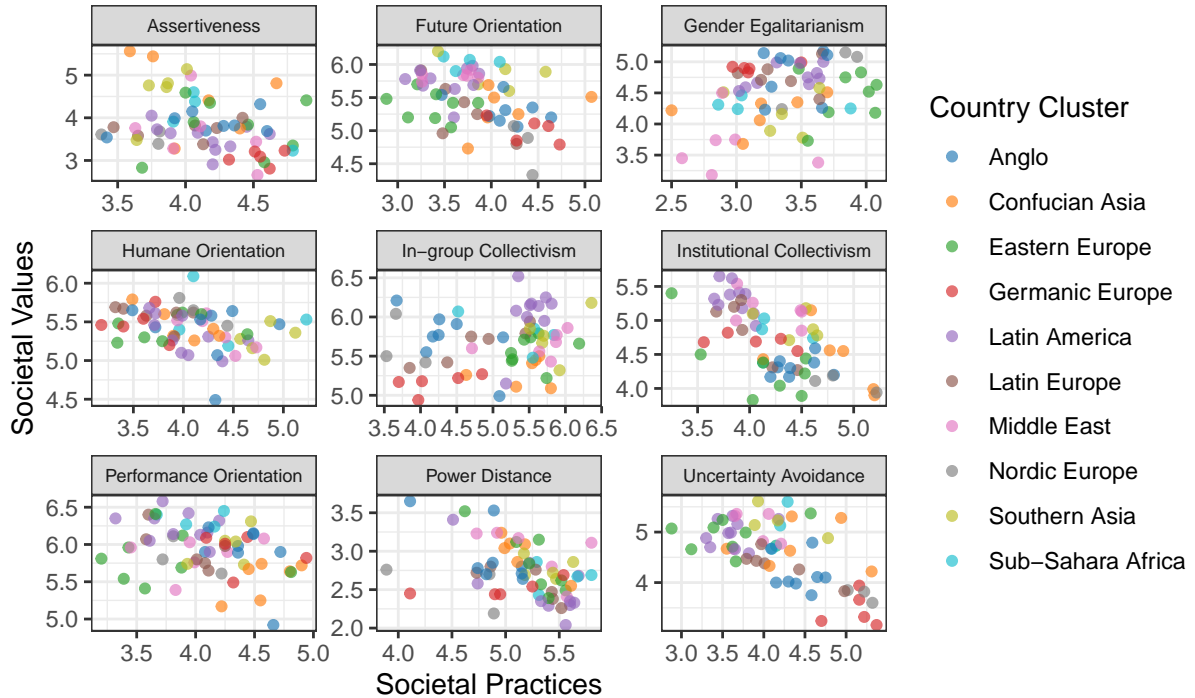 Assertiveness
Future Orientation
Gender Egalitarianism
5
4
3
3.5 4.0 4.5
6.0
5.5
5.0
4.5
3.0 3.5 4.0 4.5 5.0
5.0
4.5
4.0
3.5
2.5 3.0 3.5 4.0
Humane Orientation
In−group Collectivism
Institutional Collectivism
6.0
5.5
5.0
4.5
3.5 4.0 4.5 5.0
6.5
6.0
5.5
5.0
3.5 4.0 4.5 5.0 5.5 6.0 6.5
5.5
5.0
4.5
4.0
3.5 4.0 4.5 5.0
Performance Orientation
Power Distance
Uncertainty Avoidance
6.5
6.0
5.5
5.0
3.5 4.0 4.5 5.0
3.5
3.0
2.5
2.0
4.0 4.5 5.0 5.5
5
4
3.0 3.5 4.0 4.5 5.0
Societal Values
Societal Practices
Country Cluster
Anglo
Confucian Asia
Eastern Europe
Germanic Europe
Latin America
Latin Europe
Middle East
Nordic Europe
Southern Asia
Sub−Sahara Africa